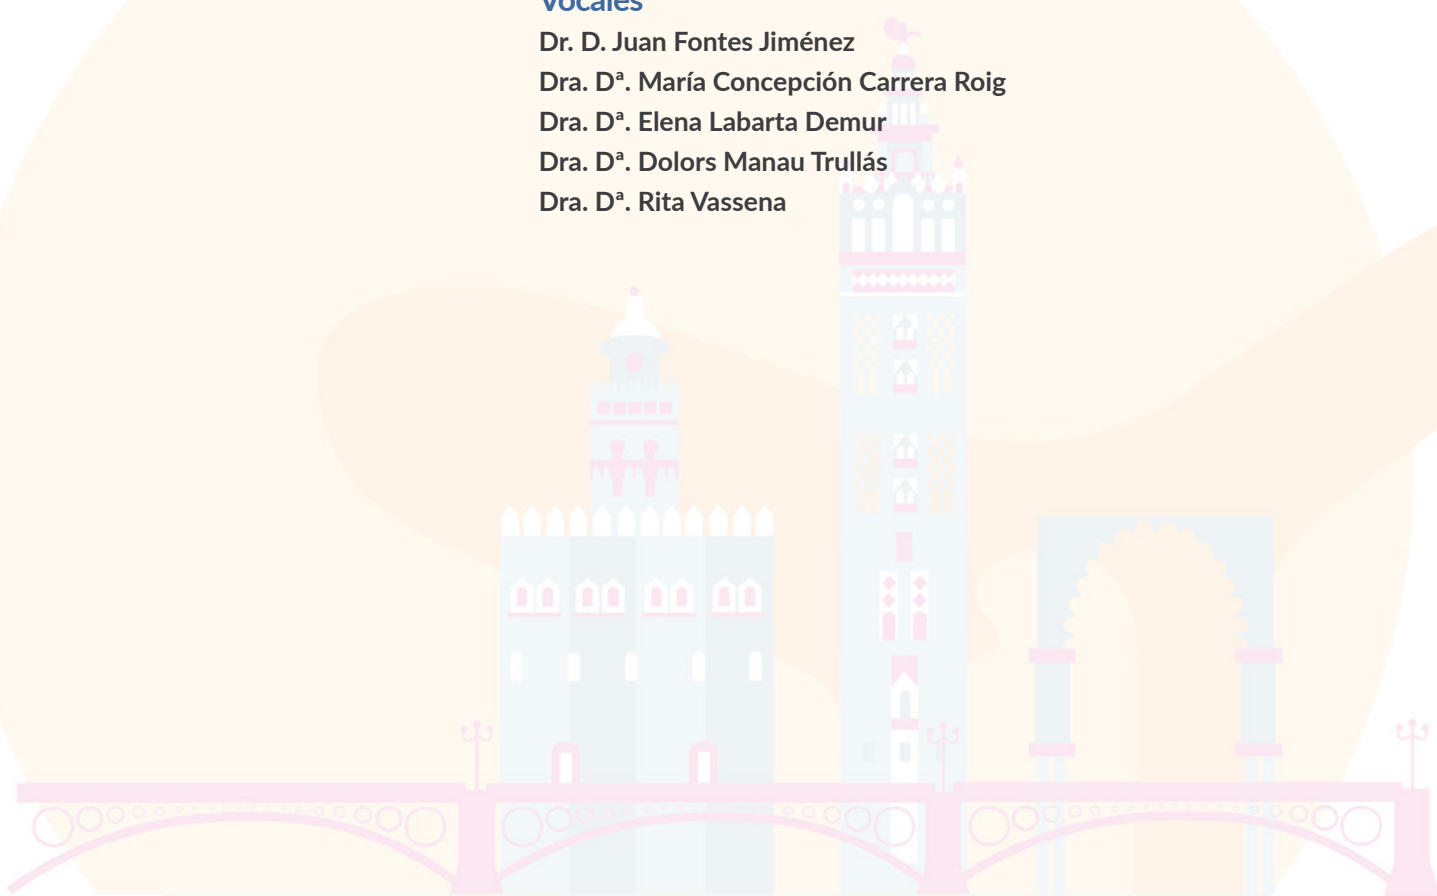 Vocales
Dr. D. Juan Fontes Jiménez
Dra. Dª. María Concepción Carrera Roig
Dra. Dª. Elena Labarta Demur
Dra. Dª. Dolors Manau Trullás
Dra. Dª. Rita Vassena